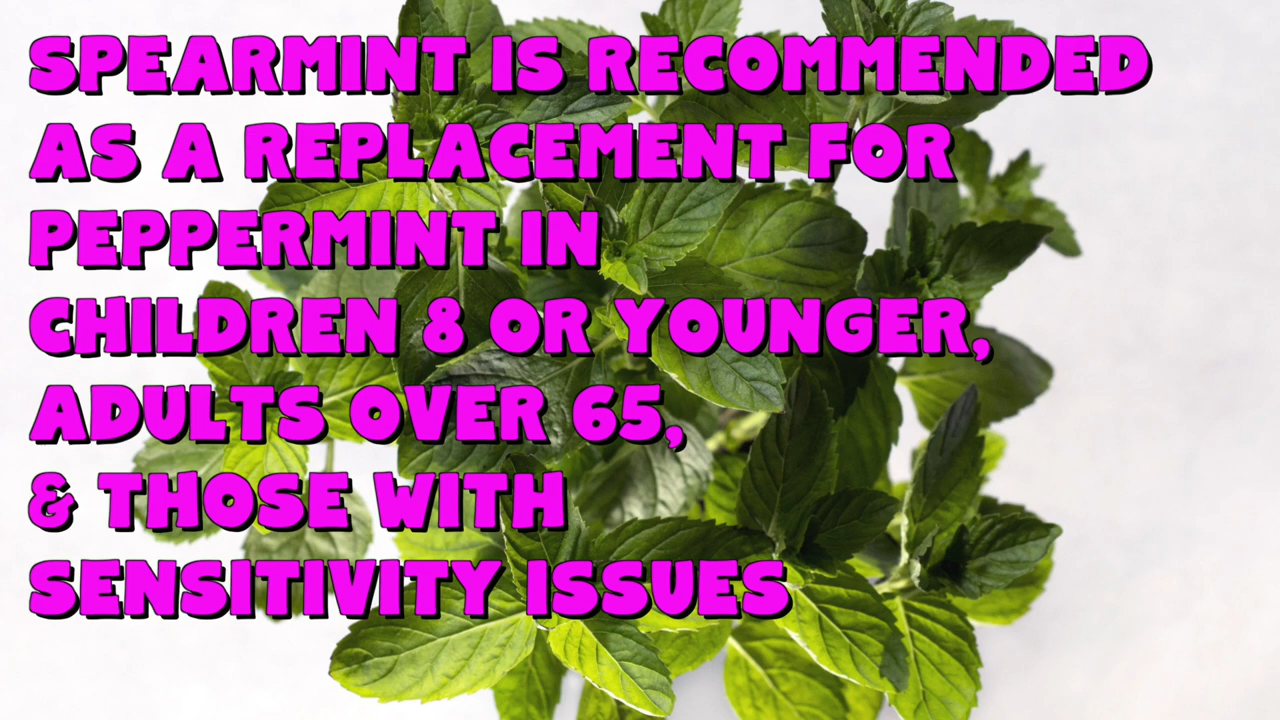 SPEARMINT IS RECOMMENDED
AS A REPLACEMENT FOR
PEPPERMINT IN
CHILDREN 8 OR YOUNGER,
ADULTS OVER 65,
& THOSE WITH
SENSITIVITY ISSUES